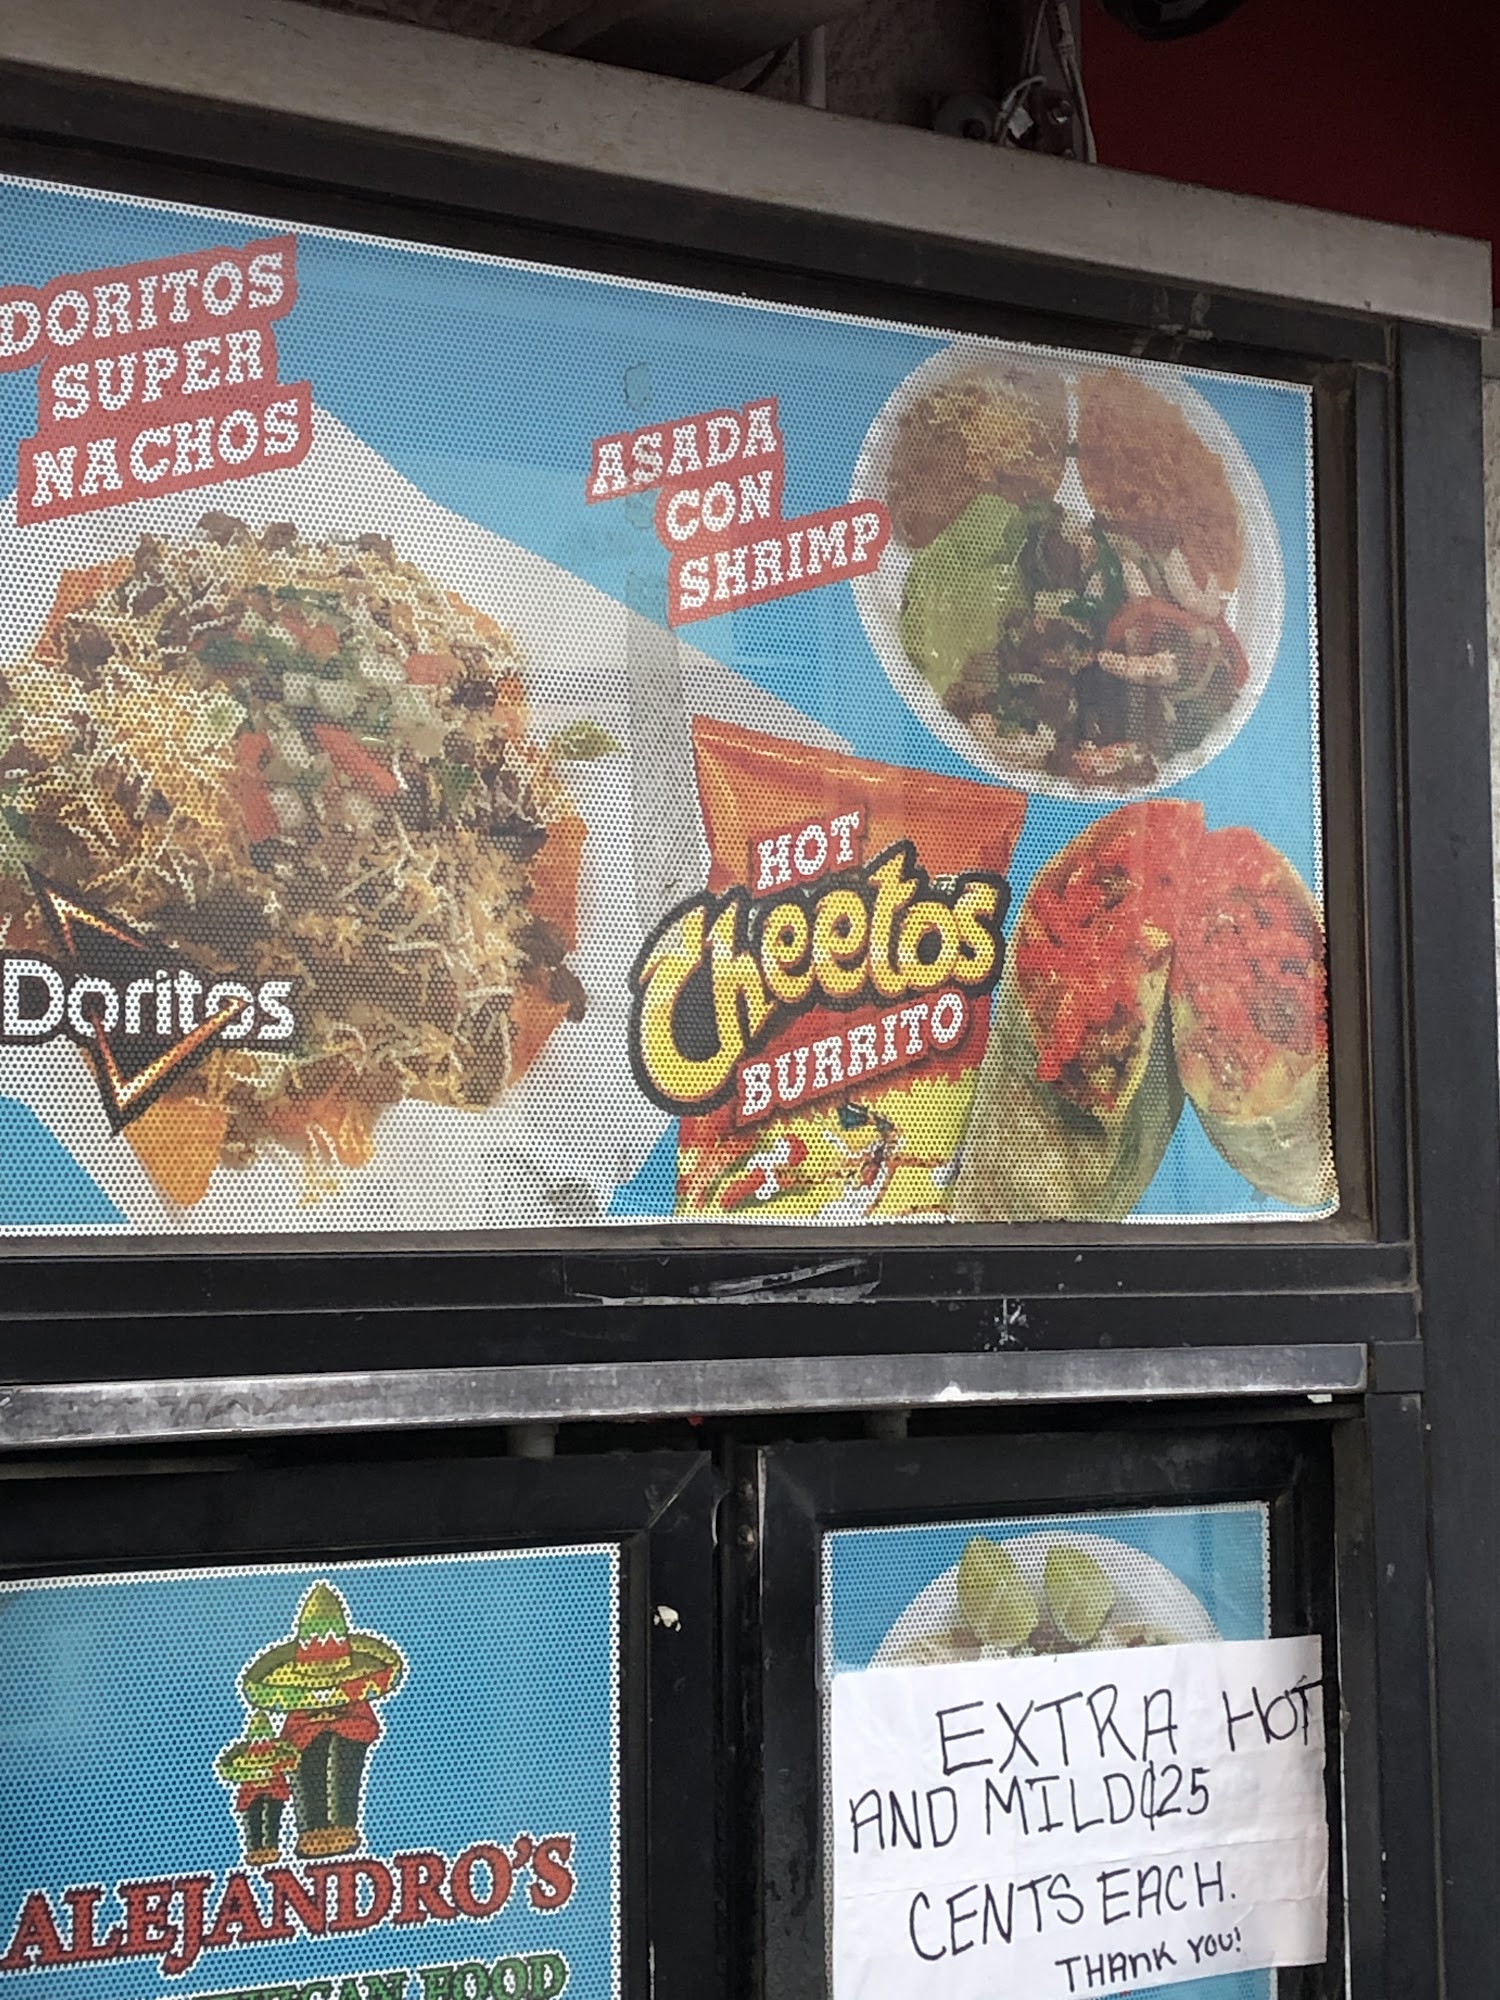 DORITOS
SUPER
NACHOS
Doritos
ASADA
CON
SHRIMP
HOT
Cheetos
BURRITO
ALEJANDRO'S
FOOD
EXTRA HOT
AND MILD ¢25
CENTS EACH.
THANK YOU!